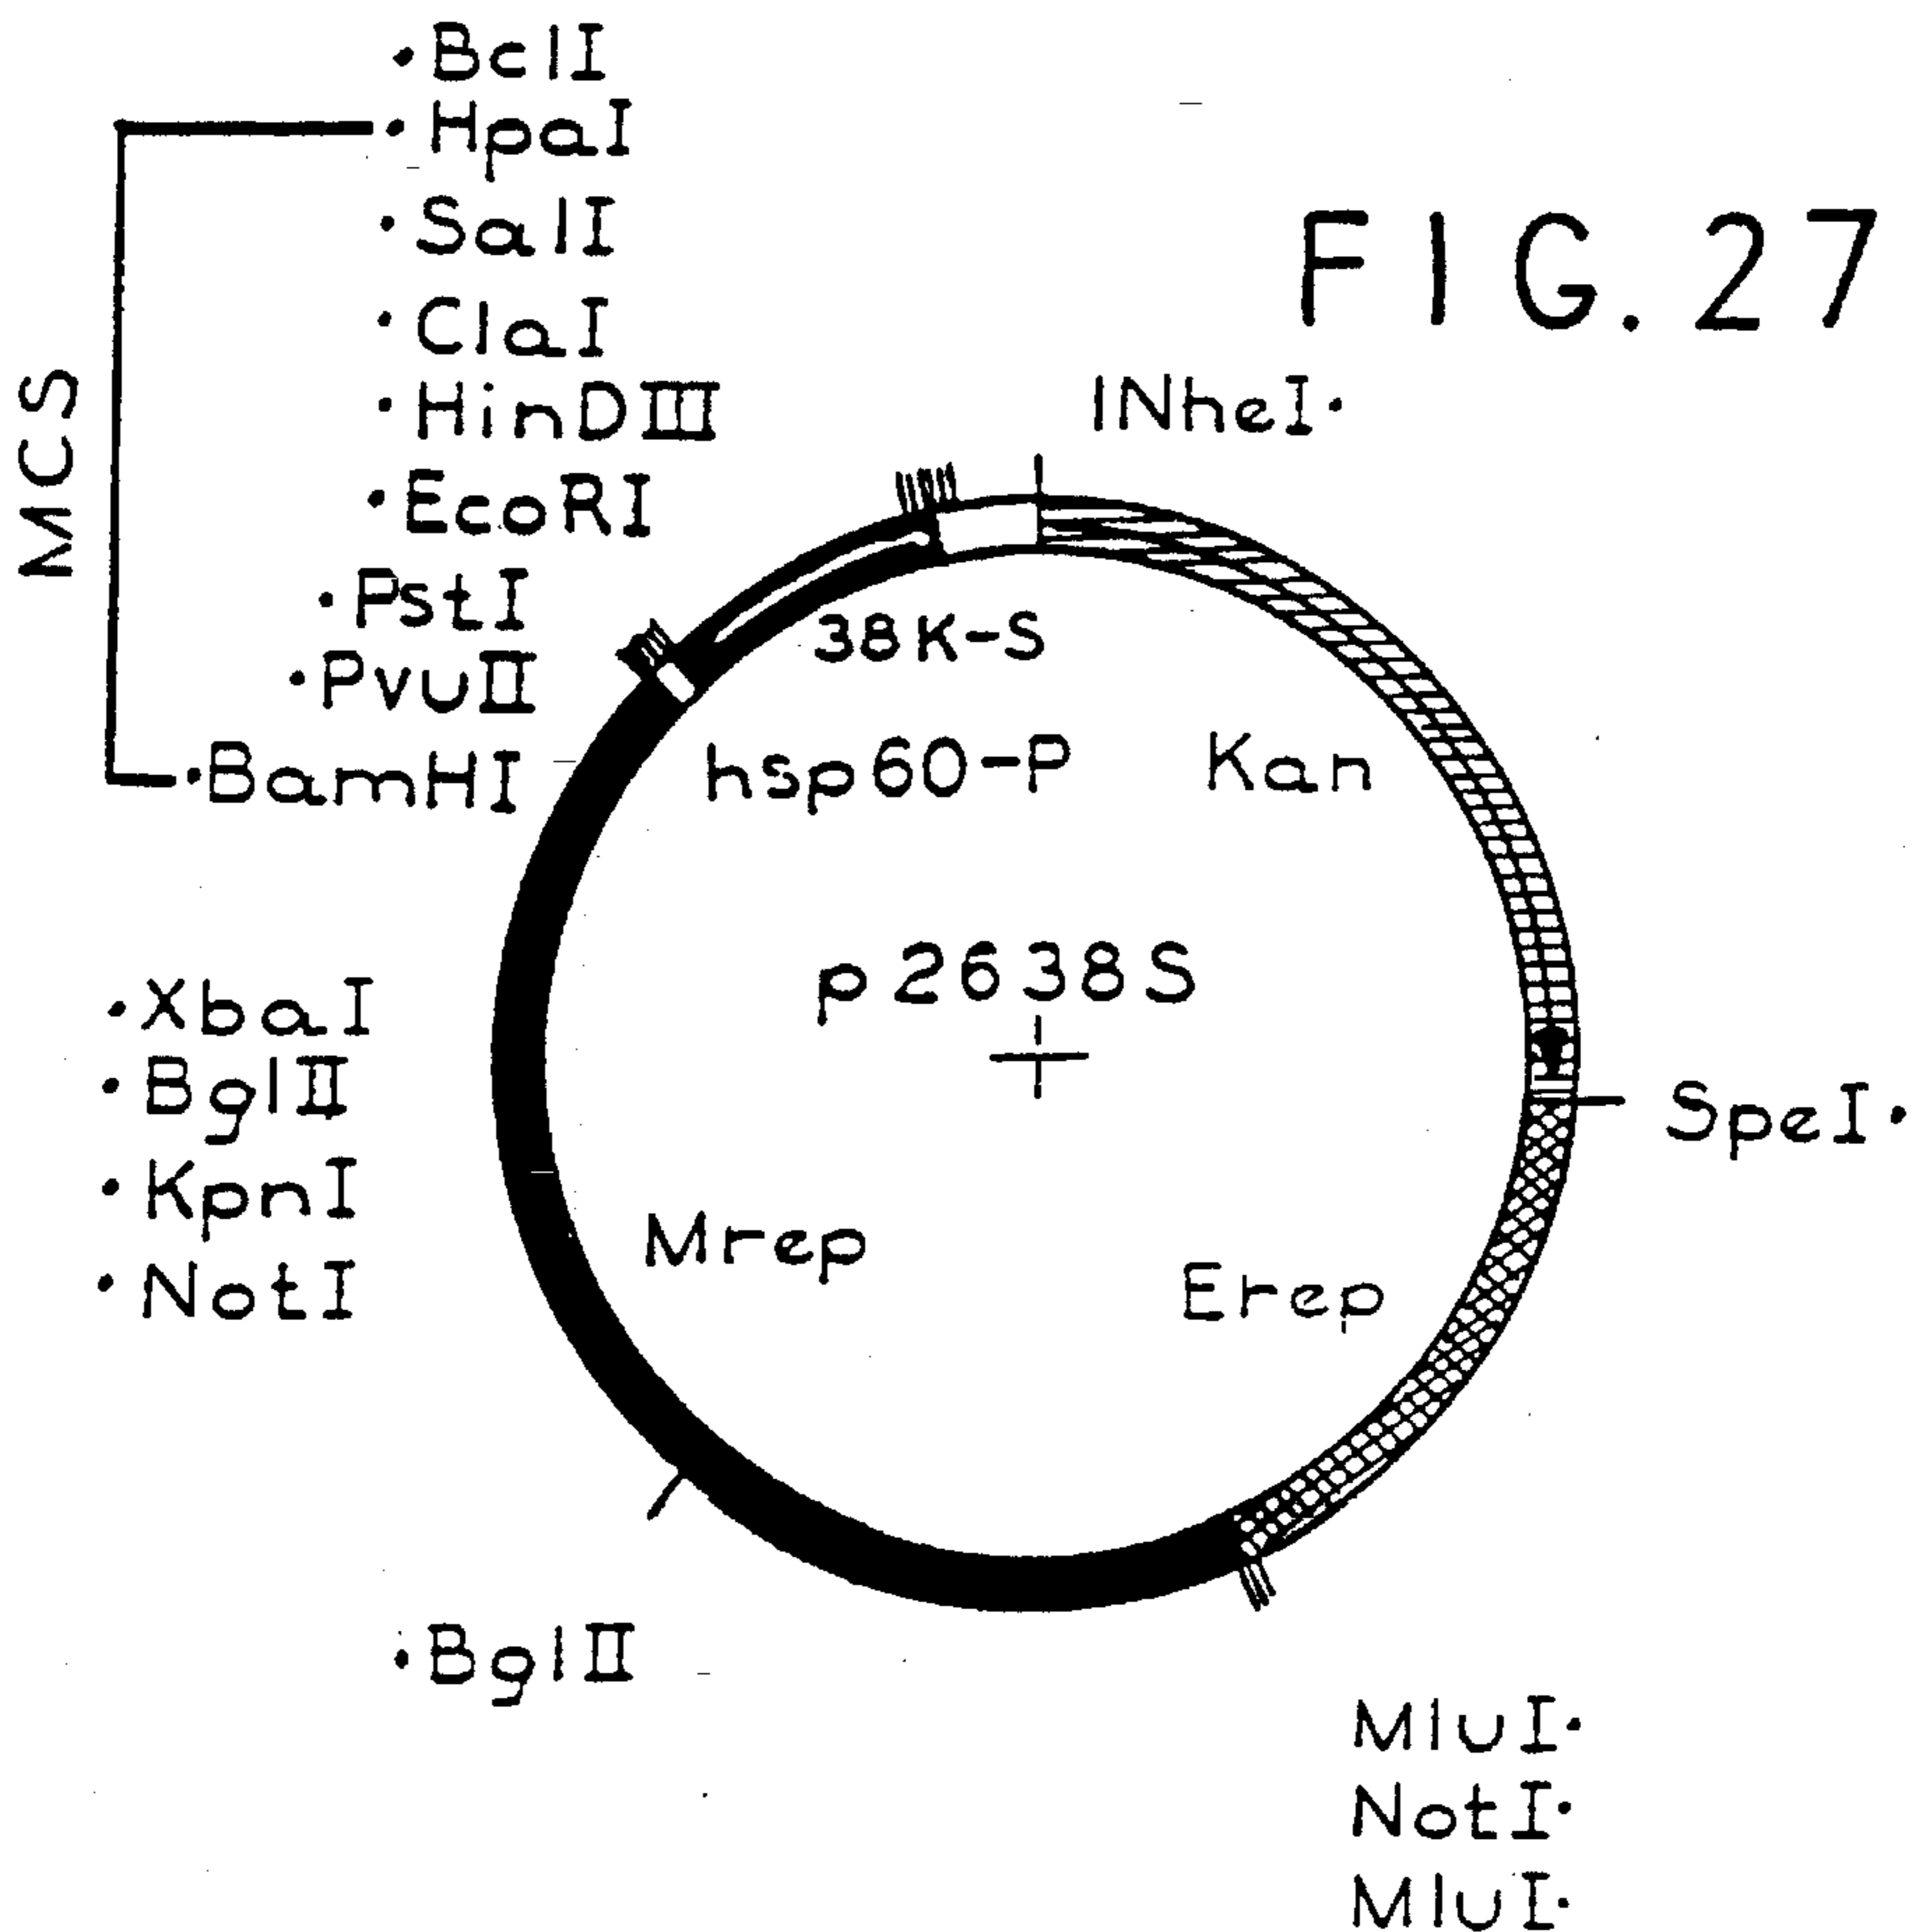 BclI
HpaI
SalI
ClaI
HinDIII
EcoRI
PstI
PvuII
BamHI
MCS
FIG. 27
NheI
38K-S
hsp60-P
Kan
p2638S
XbaI
BglII
KpnI
NotI
SpeI
Mrep
Erep
BglII
MluI
NotI
MluI